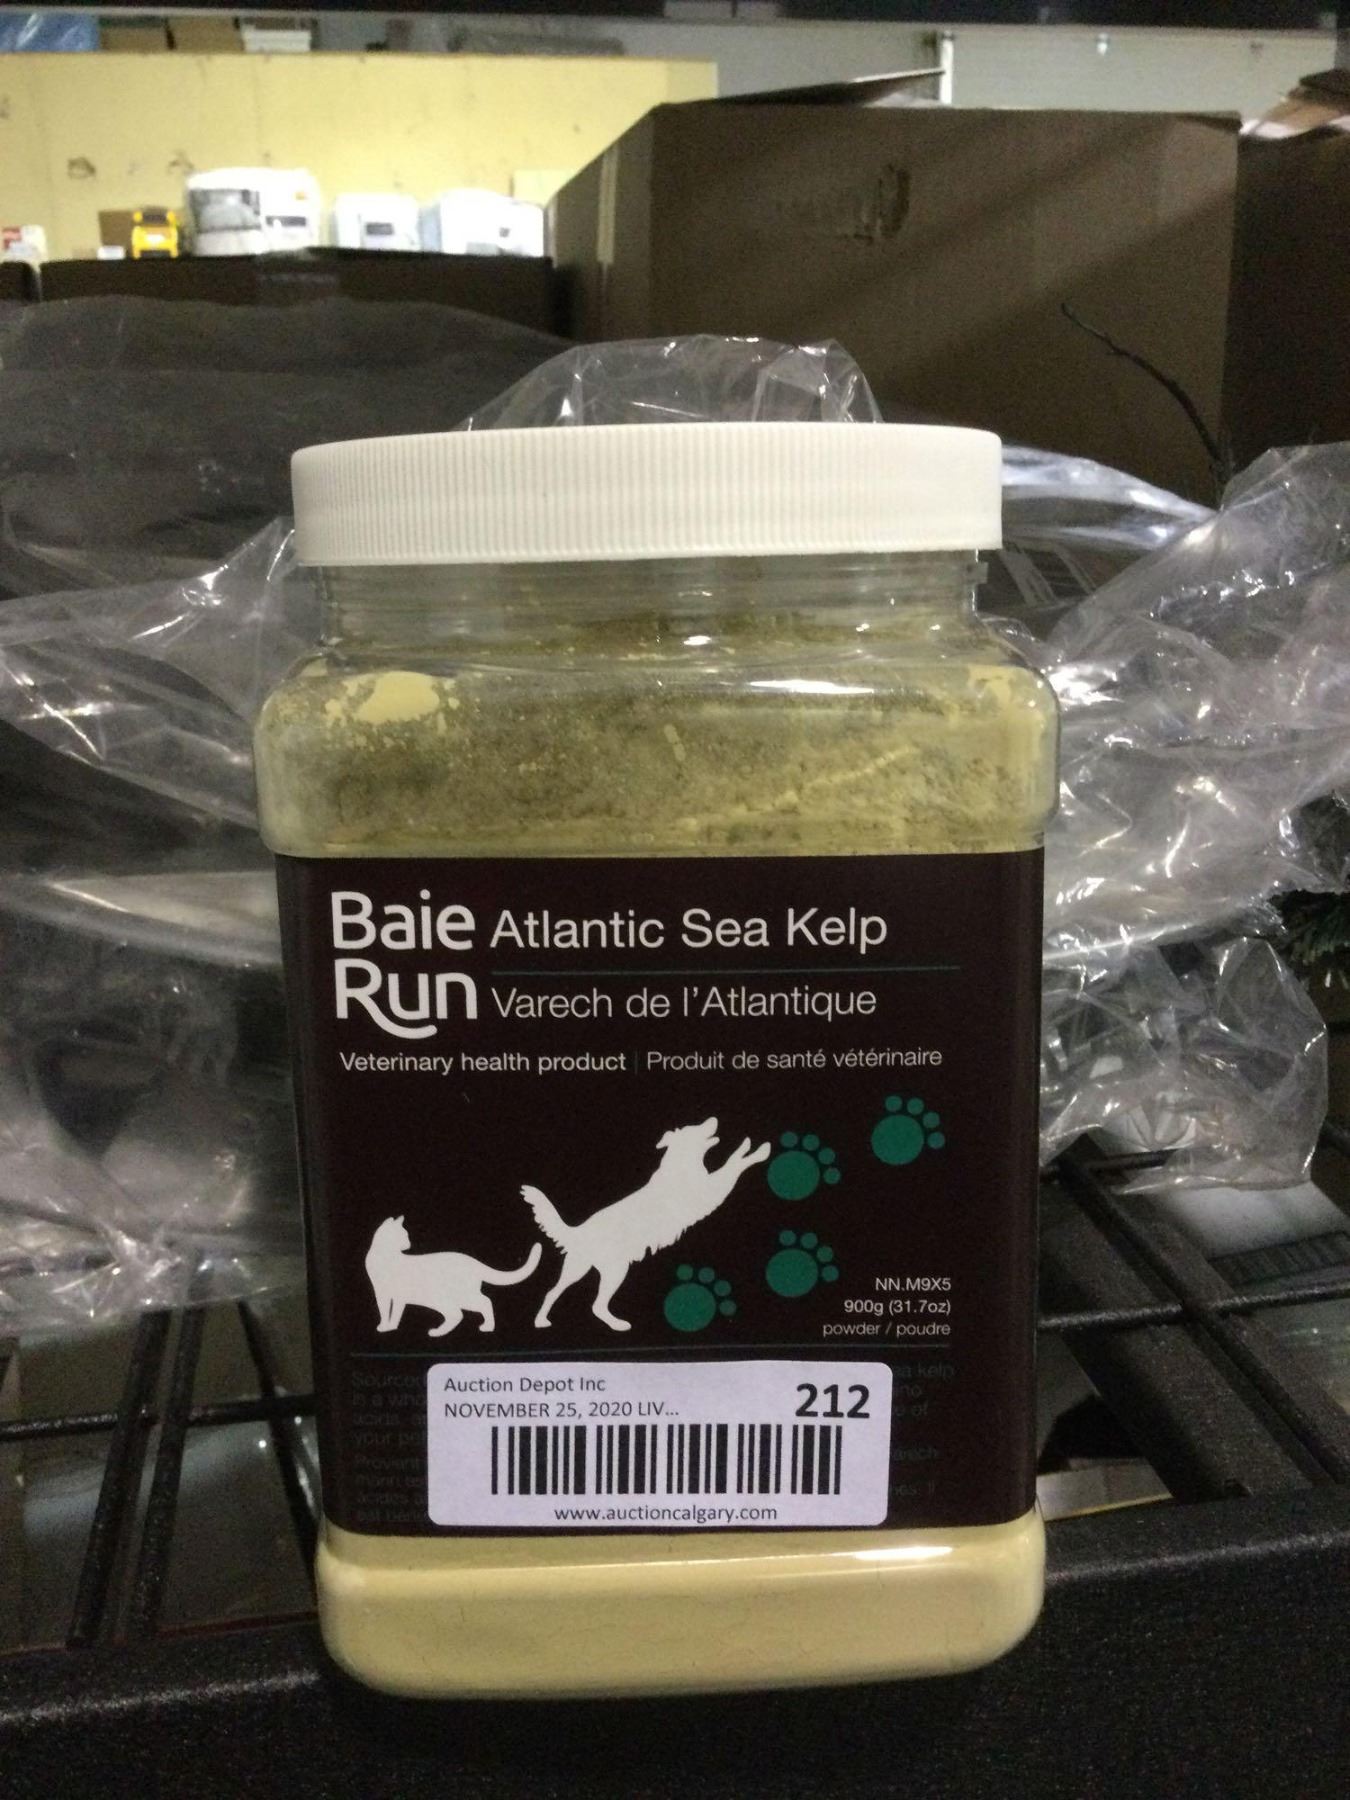 Baie Run
Atlantic Sea Kelp
Varech de l'Atlantique
Veterinary health product | Produit de santé vétérinaire
NN.M9X5
900g (31.7oz)
powder / poudre
Auction Depot Inc
NOVEMBER 25, 2020 LIV...
212
www.auctioncalgary.com